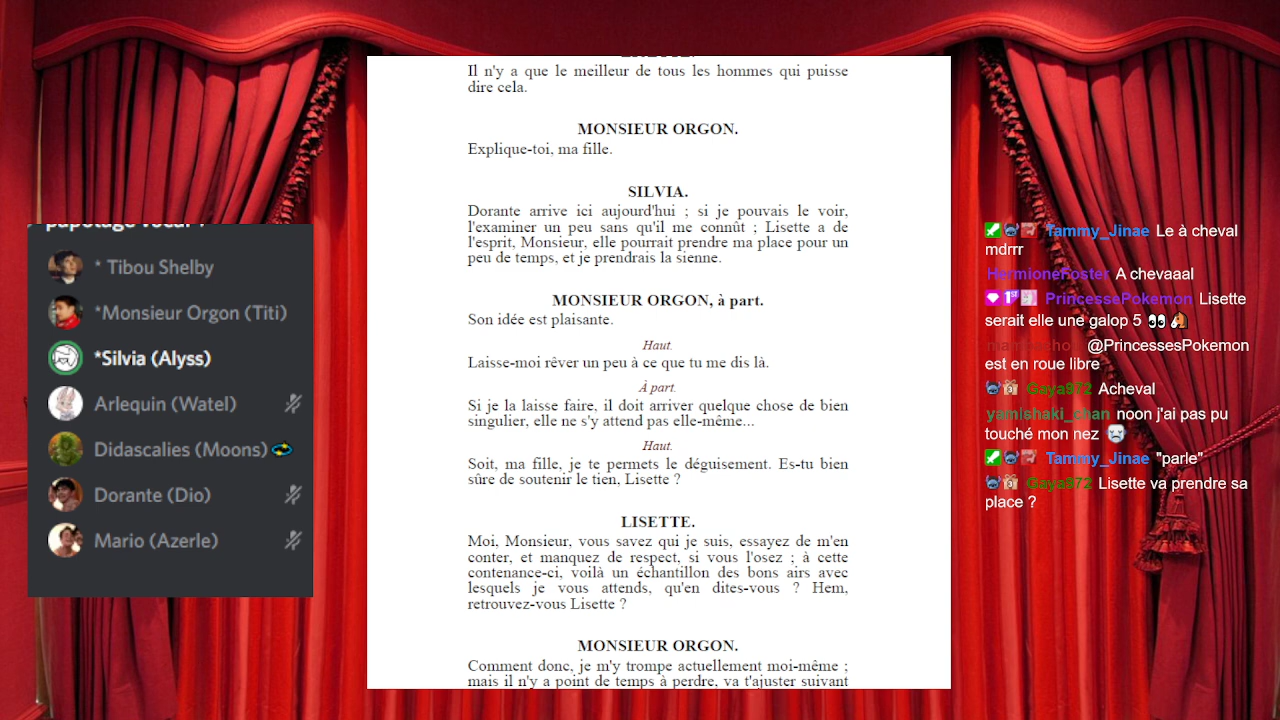 papotage vocal
* Tibou Shelby
*Monsieur Orgon (Titi)
*Silvia (Alyss)
Arlequin (Watel)
Didascalies (Moons)
Dorante (Dio)
Mario (Azerle)
Il n'y a que le meilleur de tous les hommes qui puisse
dire cela.
MONSIEUR ORGON.
Explique-toi, ma fille.
SILVIA.
Dorante arrive ici aujourd'hui ; si je pouvais le voir,
l'examiner un peu sans qu'il me connût ; Lisette a de
l'esprit, Monsieur, elle pourrait prendre ma place pour un
peu de temps, et je prendrais la sienne.
MONSIEUR ORGON, à part.
Son idée est plaisante.
Haut.
Laisse-moi rêver un peu à ce que tu me dis là.
À part.
Si je la laisse faire, il doit arriver quelque chose de bien
singulier, elle ne s'y attend pas elle-même...
Haut.
Soit, ma fille, je te permets le déguisement. Es-tu bien
sûre de soutenir le tien, Lisette ?
LISETTE.
Moi, Monsieur, vous savez qui je suis, essayez de m'en
conter, et manquez de respect, si vous l'osez ; à cette
contenance-ci, voilà un échantillon des bons airs avec
lesquels je vous attends, qu'en dites-vous ? Hem,
retrouvez-vous Lisette ?
MONSIEUR ORGON.
Comment donc, je m'y trompe actuellement moi-même ;
mais il n'y a point de temps à perdre, va t'ajuster suivant
Tammy_Jinae Le à cheval
mdrrr
HermioneFoster A chevaaal
PrincessePokemon Lisette
serait elle une galop 5
@PrincessesPokemon
est en roue libre
Gaya972 Acheval
yamishaki_chan noon j'ai pas pu
touché mon nez
Tammy_Jinae "parle"
Gaya972 Lisette va prendre sa
place ?